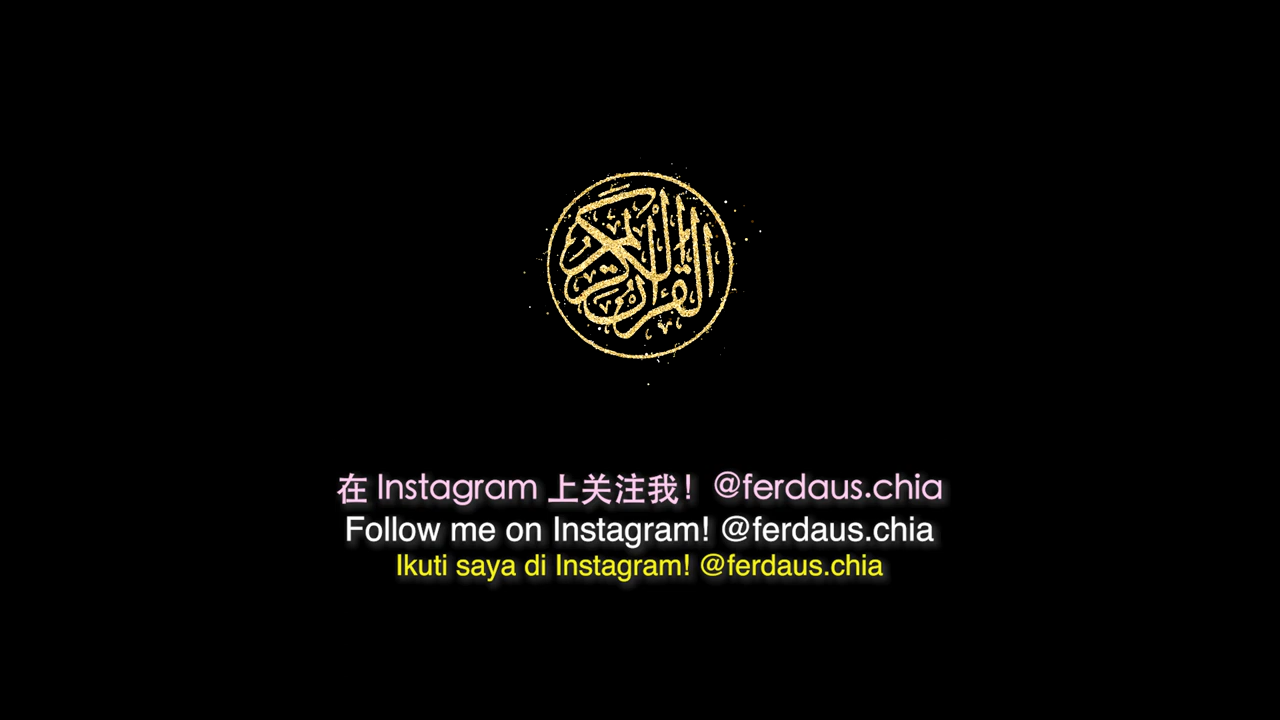 القرآن الكريم
在 Instagram 上关注我！@ferdaus.chia
Follow me on Instagram! @ferdaus.chia
Ikuti saya di Instagram! @ferdaus.chia